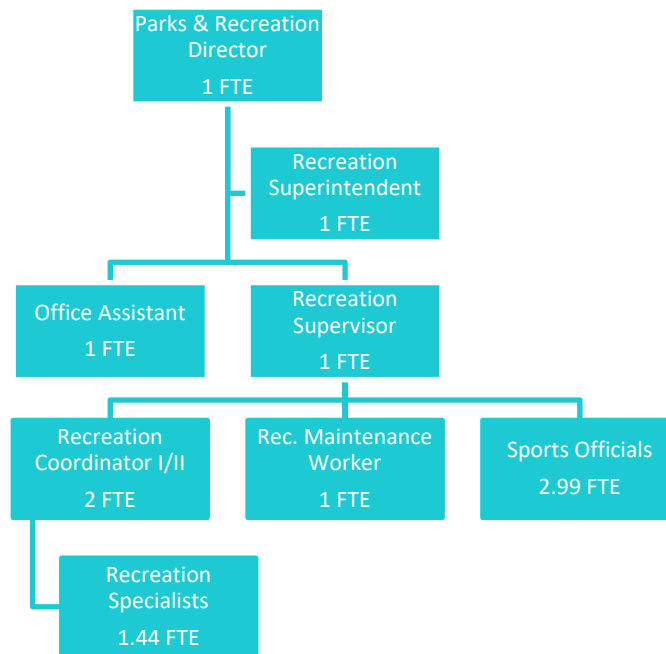 Parks & Recreation
Director
1 FTE
Recreation
Superintendent
1 FTE
Office Assistant
1 FTE
Recreation
Supervisor
1 FTE
Recreation
Coordinator I/II
2 FTE
Rec. Maintenance
Worker
1 FTE
Sports Officials
2.99 FTE
Recreation
Specialists
1.44 FTE